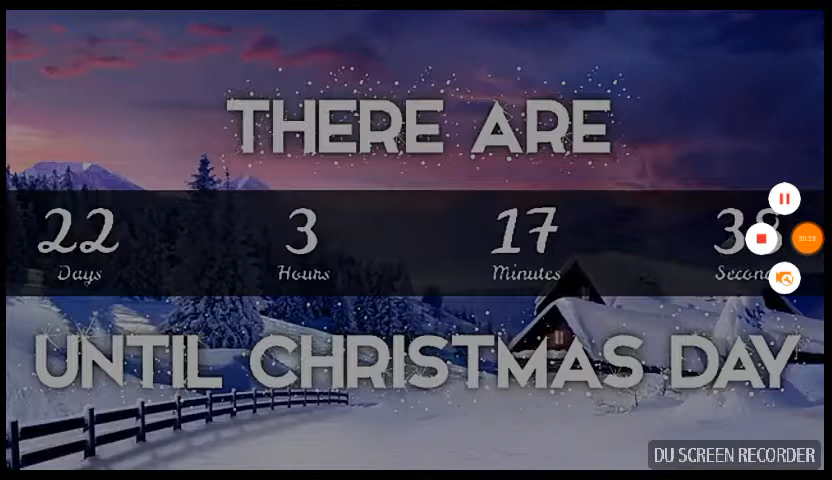 THERE ARE
22 3 17 38
Days Hours Minutes
UNTIL CHRISTMAS DAY
DU SCREEN RECORDER